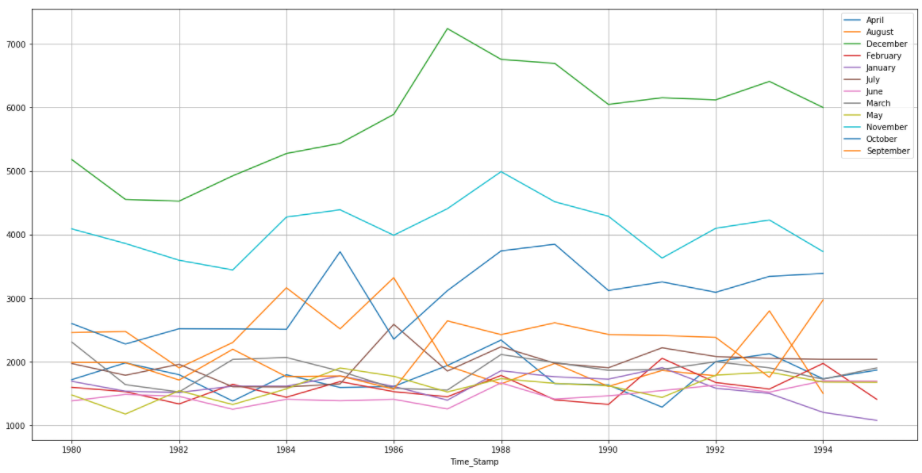 7000
6000
5000
4000
3000
2000
1000
1980
1982
1984
1986
1988
1990
1992
1994
Time_Stamp
April
August
December
February
January
July
June
March
May
November
October
September